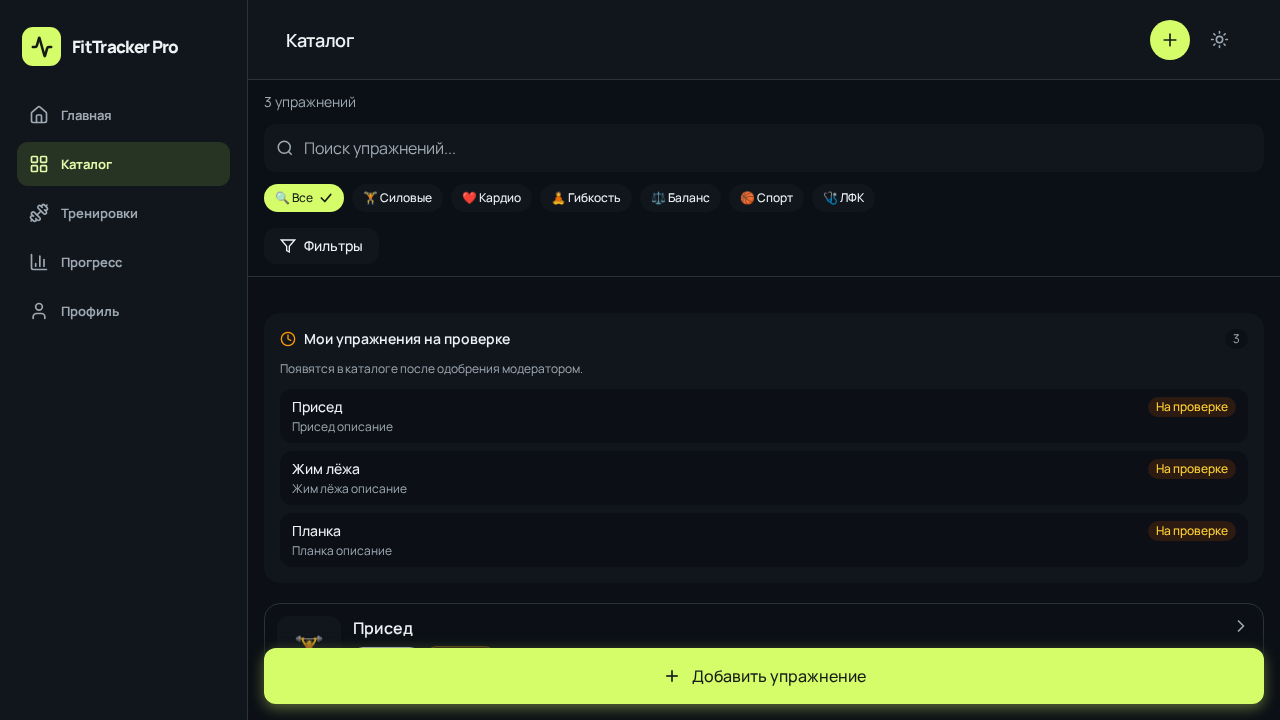 FitTracker Pro
Главная
Каталог
Тренировки
Прогресс
Профиль
Каталог
3 упражнений
Поиск упражнений...
Все
Силовые
Кардио
Гибкость
Баланс
Спорт
ЛФК
Фильтры
Мои упражнения на проверке
3
Появятся в каталоге после одобрения модератором.
Присед
На проверке
Присед описание
Жим лёжа
На проверке
Жим лёжа описание
Планка
На проверке
Планка описание
Присед
Добавить упражнение